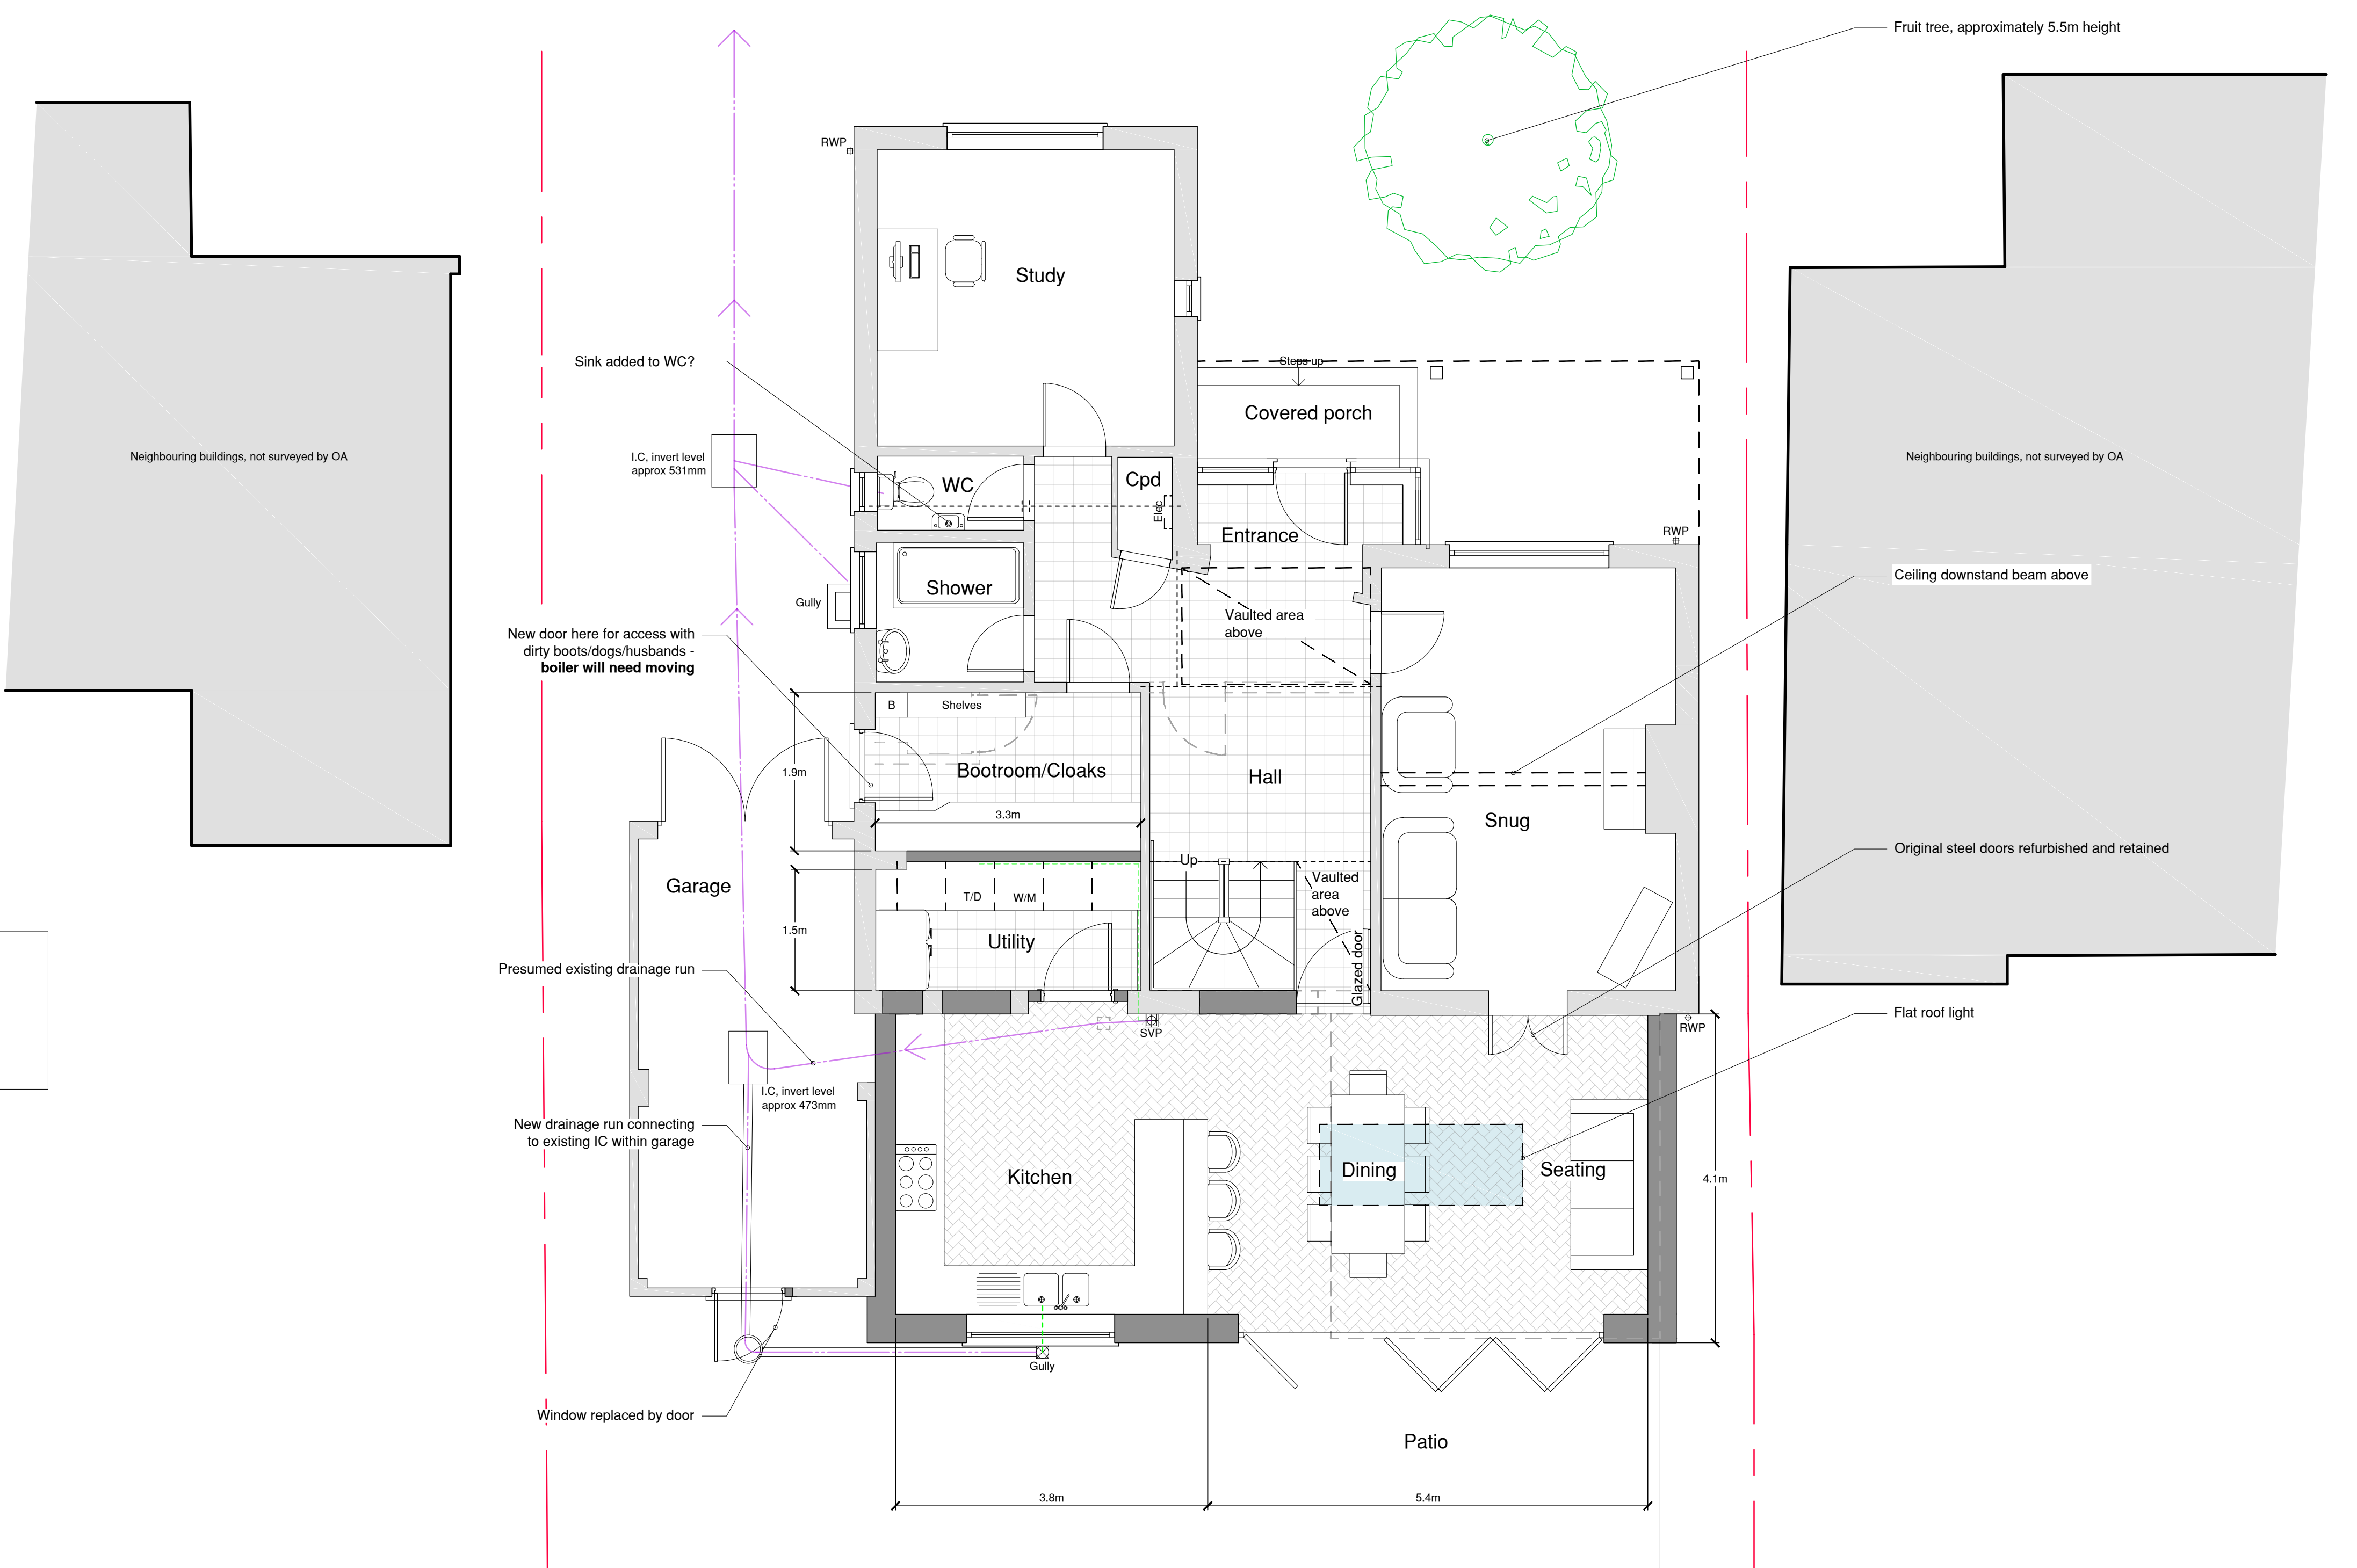 Fruit tree, approximately 5.5m height
RWP
Study
Steps up
Sink added to WC?
Covered porch
Neighbouring buildings, not surveyed by OA
I.C, invert level
approx 531mm
WC
Cpd
Elec
Neighbouring buildings, not surveyed by OA
Entrance
RWP
Ceiling downstand beam above
Shower
Gully
Vaulted area
above
New door here for access with
dirty boots/dogs/husbands -
boiler will need moving
B
Shelves
1.9m
Bootroom/Cloaks
Hall
3.3m
Snug
Original steel doors refurbished and retained
Up
Garage
Vaulted
area
above
T/D
W/M
1.5m
Utility
Glazed door
Presumed existing drainage run
Flat roof light
SVP
RWP
I.C, invert level
approx 473mm
New drainage run connecting
to existing IC within garage
Kitchen
Dining
Seating
4.1m
Gully
Window replaced by door
Patio
3.8m
5.4m